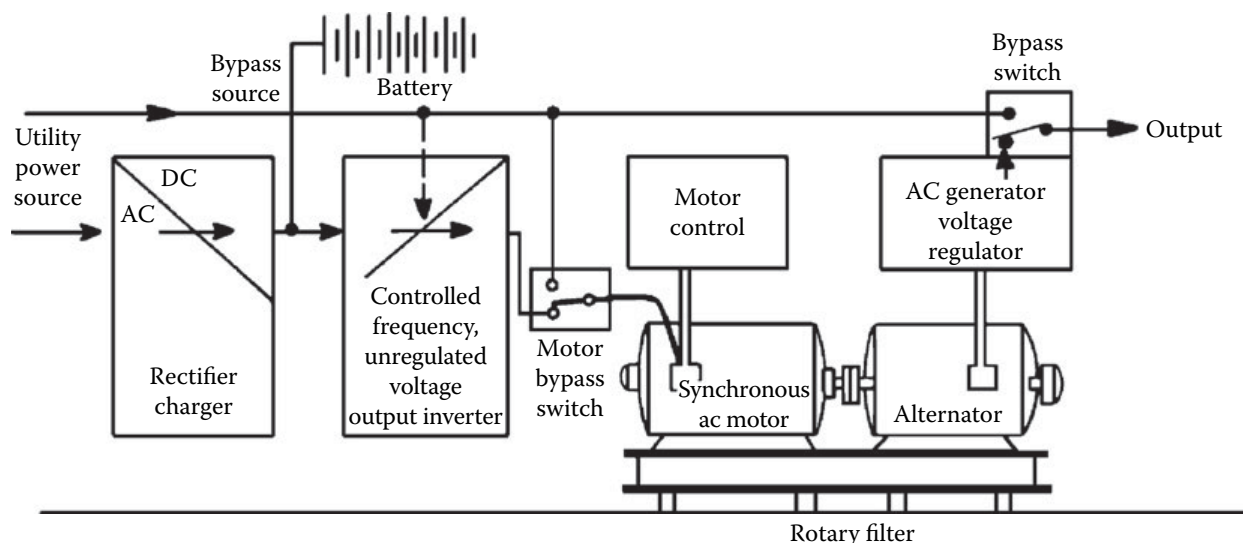 Bypass
switch
Bypass
source
Battery
Output
Utility
power
source
DC
AC
Rectifier
charger
Controlled
frequency,
unregulated
voltage
output inverter
Motor
bypass
switch
Motor
control
Synchronous
ac motor
AC generator
voltage
regulator
Alternator
Rotary filter